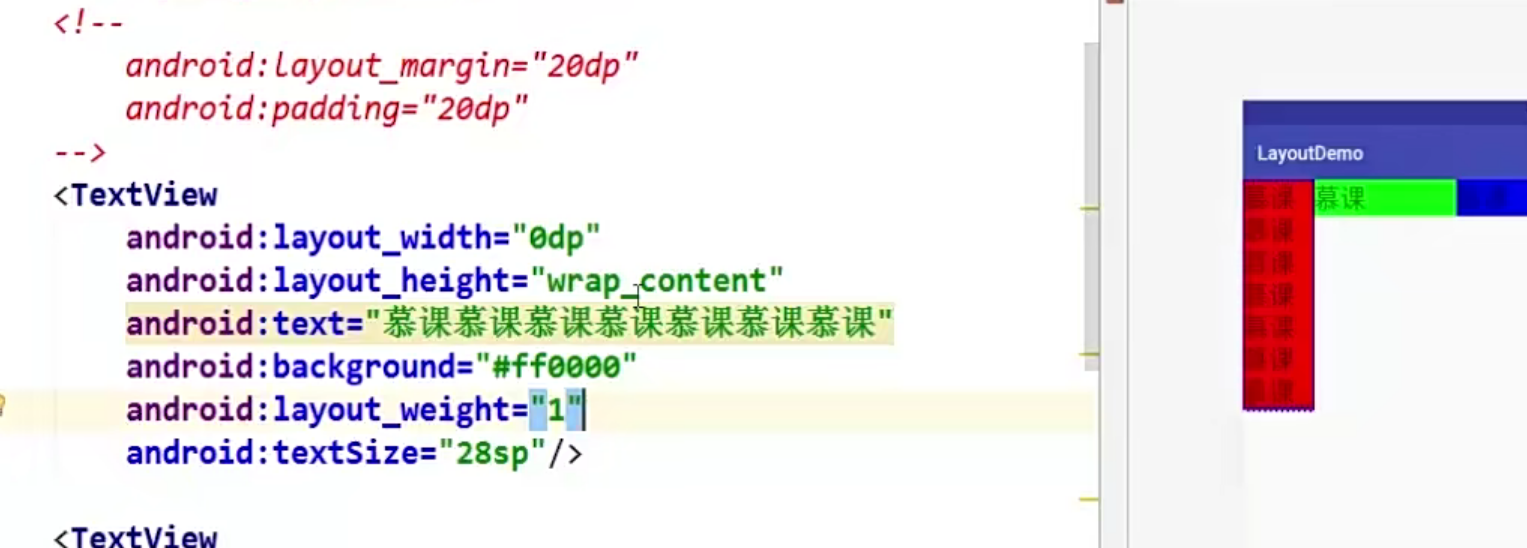 <!--
android:layout_margin="20dp"
android:padding="20dp"
-->
<TextView
android:layout_width="0dp"
android:layout_height="wrap_content"
android:text="慕课慕课慕课慕课慕课慕课慕课"
android:background="#ff0000"
android:layout_weight="1"
android:textSize="28sp"/>
<TextView
LayoutDemo
慕课 慕课 慕课
慕课
慕课
慕课
慕课
慕课
慕课